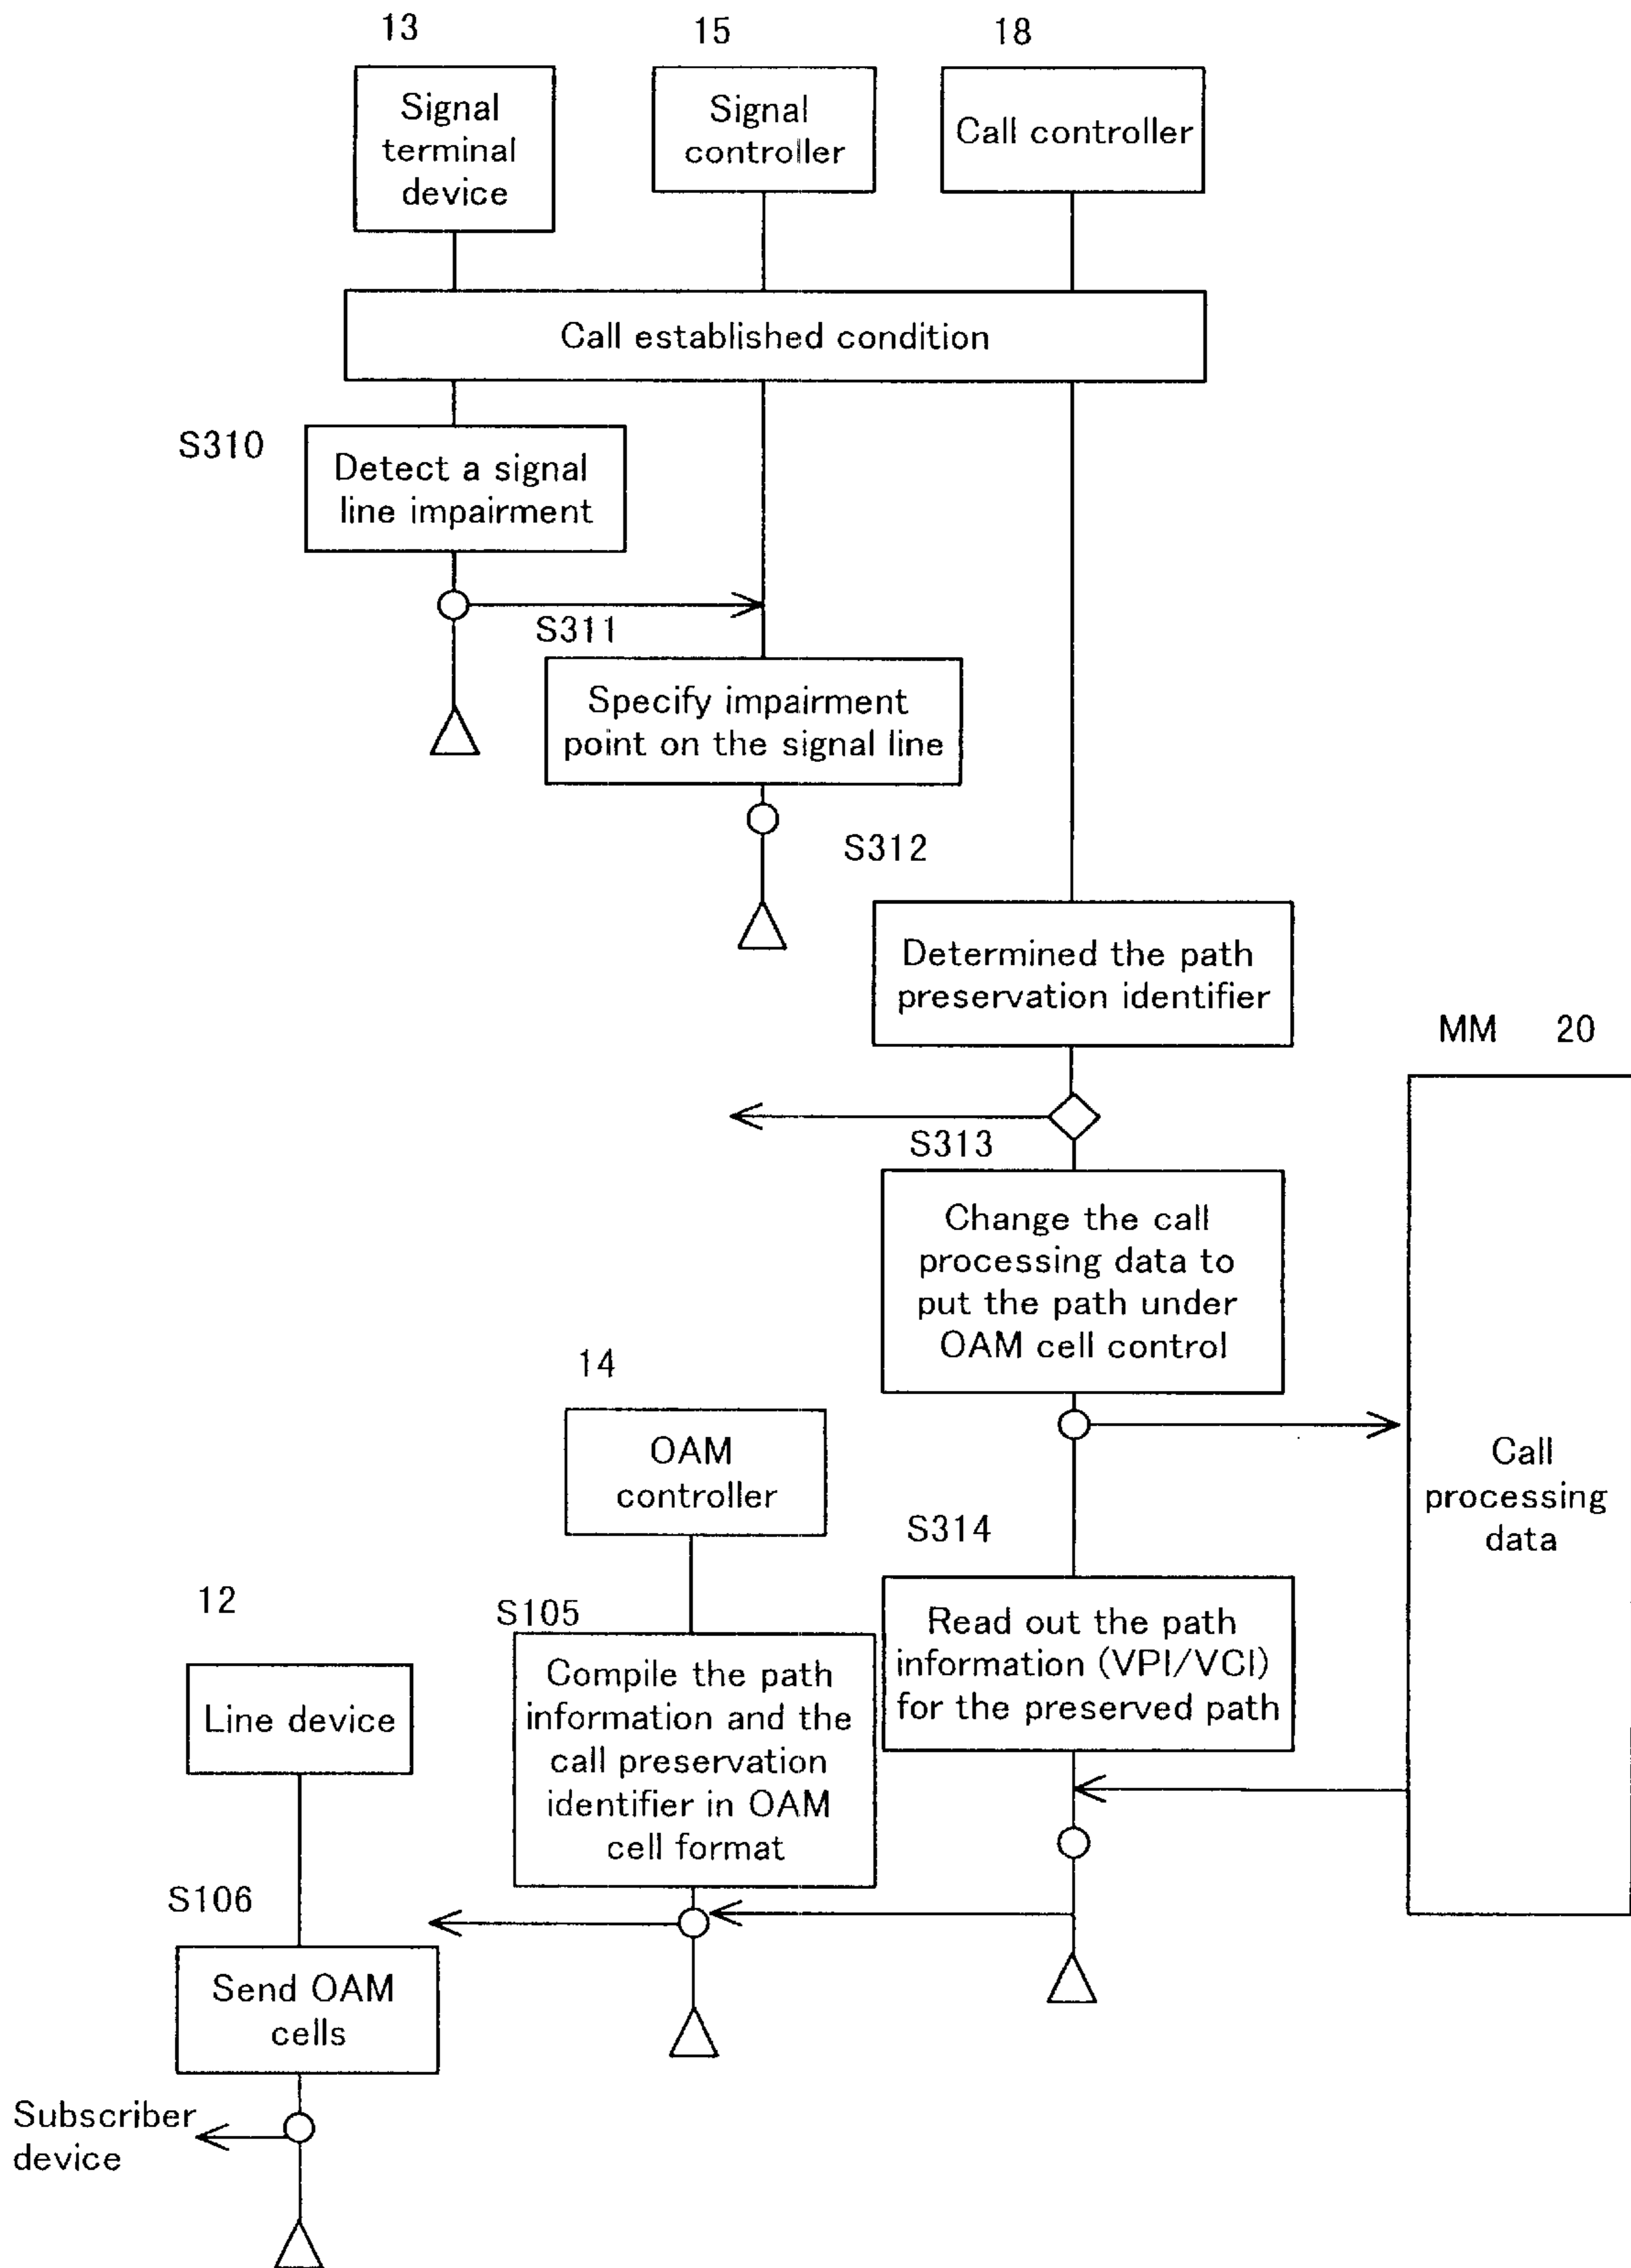 13
15
18
Signal
terminal
device
Signal
controller
Call controller
Call established condition
S310
Detect a signal
line impairment
S311
Specify impairment
point on the signal line
S312
Determined the path
preservation identifier
MM 20
S313
Change the call
processing data to
put the path under
OAM cell control
14
OAM
controller
Call
processing
data
S314
12
S105
Read out the path
information (VPI/VCI)
for the preserved path
Line device
Compile the path
information and the
call preservation
identifier in OAM
cell format
S106
Send OAM
cells
Subscriber
device